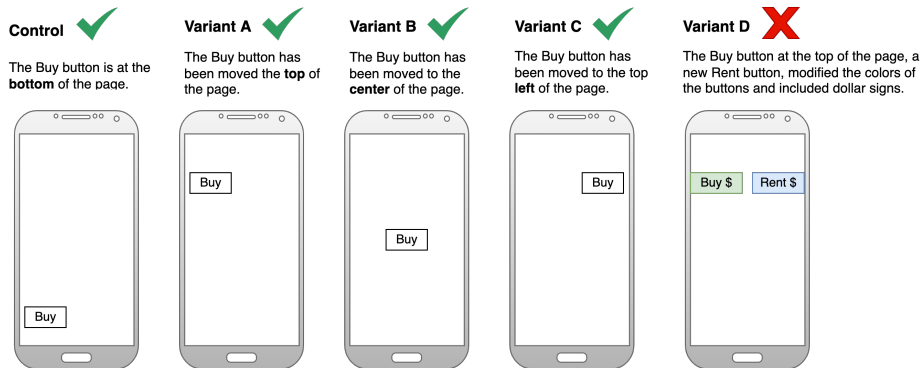 Control
The Buy button is at the
bottom of the page.
Buy
Variant A
The Buy button has
been moved the top of
the page.
Buy
Variant B
The Buy button has
been moved to the
center of the page.
Buy
Variant C
The Buy button has
been moved to the top
left of the page.
Buy
Variant D
The Buy button at the top of the page, a
new Rent button, modified the colors of
the buttons and included dollar signs.
Buy $
Rent $